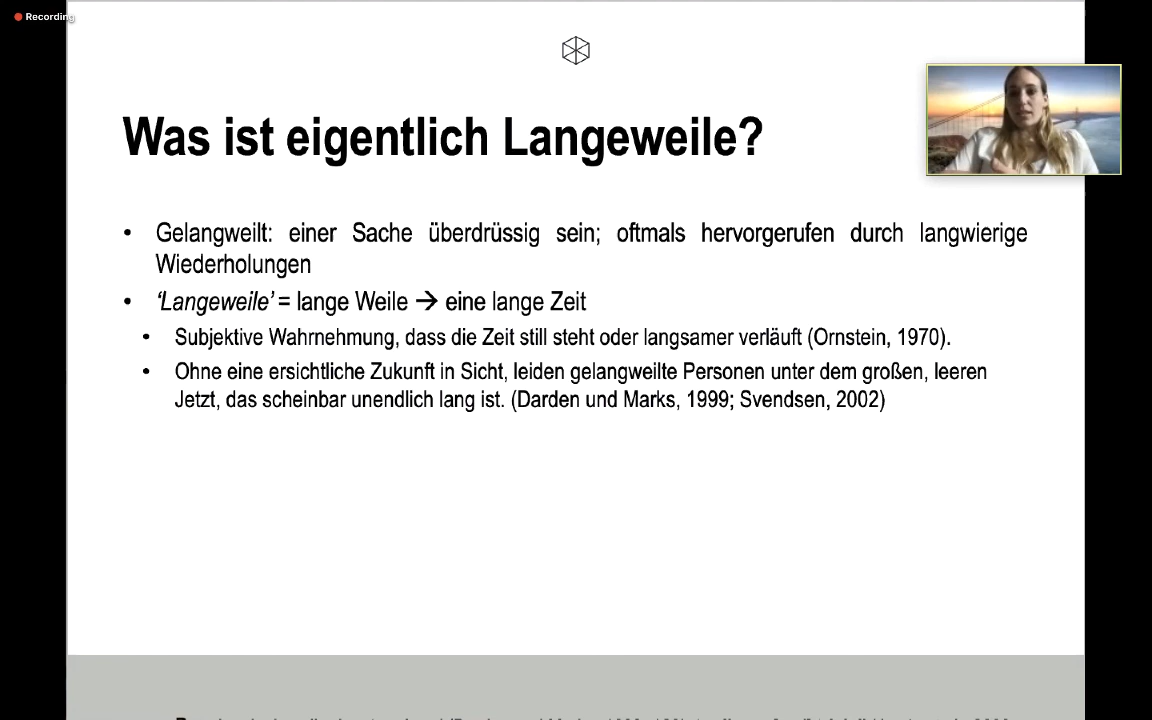 Recording
Was ist eigentlich Langeweile?
• Gelangweilt: einer Sache überdrüssig sein; oftmals hervorgerufen durch langwierige
Wiederholungen
• ‘Langeweile’ = lange Weile → eine lange Zeit
• Subjektive Wahrnehmung, dass die Zeit still steht oder langsamer verläuft (Ornstein, 1970).
• Ohne eine ersichtliche Zukunft in Sicht, leiden gelangweilte Personen unter dem großen, leeren
Jetzt, das scheinbar unendlich lang ist. (Darden und Marks, 1999; Svendsen, 2002)